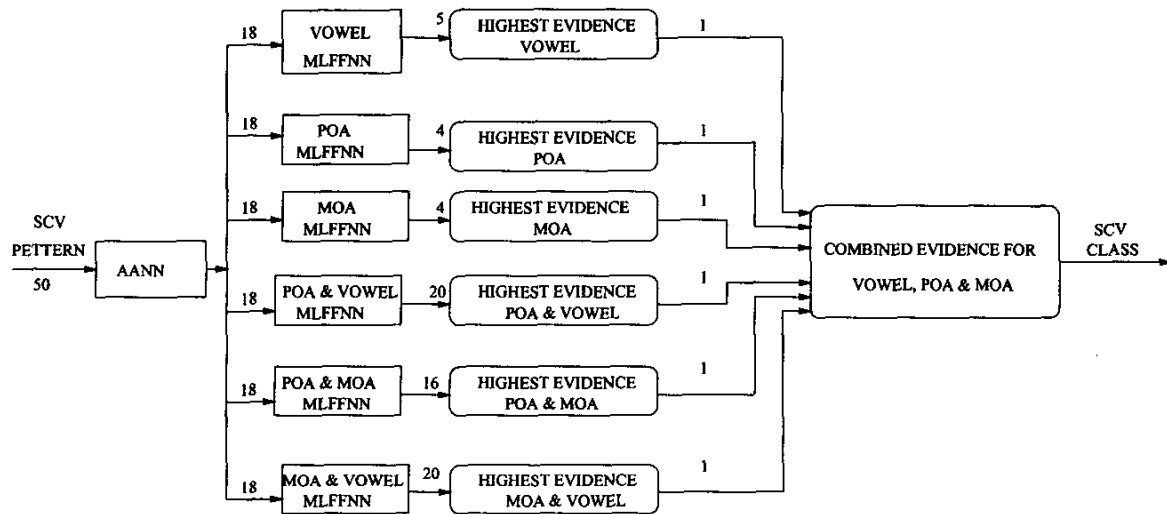 18
VOWEL
MLFFNN
5
HIGHEST EVIDENCE
VOWEL
1
18
POA
MLFFNN
4
HIGHEST EVIDENCE
POA
1
18
MOA
MLFFNN
4
HIGHEST EVIDENCE
MOA
1
SCV
PETTERN
50
AANN
COMBINED EVIDENCE FOR
VOWEL, POA & MOA
SCV
CLASS
18
POA & VOWEL
MLFFNN
20
HIGHEST EVIDENCE
POA & VOWEL
1
18
POA & MOA
MLFFNN
16
HIGHEST EVIDENCE
POA & MOA
1
18
MOA & VOWEL
MLFFNN
20
HIGHEST EVIDENCE
MOA & VOWEL
1